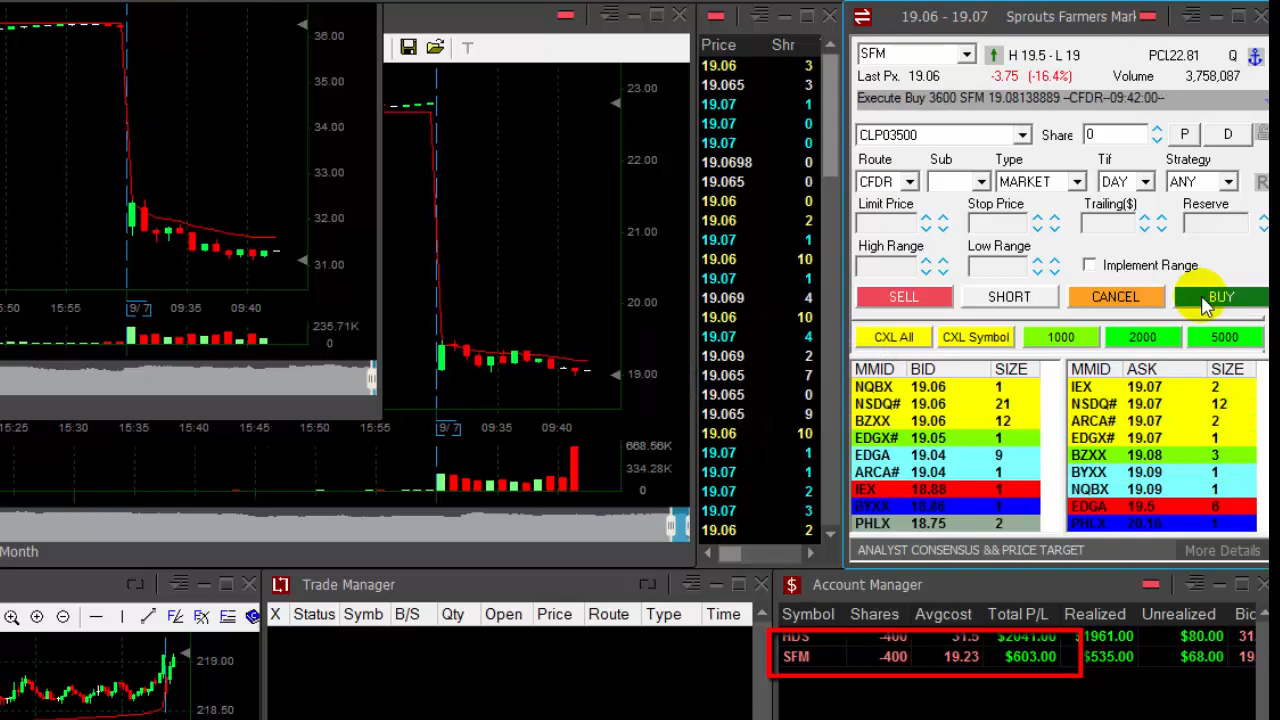 36.00
35.00
34.00
33.00
32.00
31.00
5:50 15:55 9/ 7 09:35 09:40
235.71K
0
15:25 15:30 15:35 15:40 15:45 15:50 15:55
Month
T
23.00
22.00
21.00
20.00
19.00
9/ 7 09:35 09:40
668.56K
334.28K
0
Price Shr
19.06 3
19.065 3
19.07 1
19.07 0
19.07 0
19.0698 0
19.065 0
19.06 0
19.06 2
19.07 1
19.06 10
19.07 1
19.069 4
19.06 10
19.07 4
19.069 2
19.065 7
19.065 0
19.065 9
19.06 10
19.07 1
19.07 1
19.07 2
19.07 3
19.06 2
19.06 - 19.07 Sprouts Farmers Mark
SFM H 19.5 - L 19 PCL22.81 Q
Last Px. 19.06 -3.75 (-16.4%) Volume 3,758,087
Execute Buy 3600 SFM 19.08138889 --CFDR--09:42:00--
CLP03500 Share 0 P D
Route Sub Type Tif Strategy
CFDR MARKET DAY ANY R
Limit Price Stop Price Trailing($) Reserve
High Range Low Range Implement Range
SELL SHORT CANCEL BUY
CXL All CXL Symbol 1000 2000 5000
MMID BID SIZE MMID ASK SIZE
NQBX 19.06 1 IEX 19.07 2
NSDQ# 19.06 21 NSDQ# 19.07 12
BZXX 19.06 12 ARCA# 19.07 2
EDGX# 19.05 1 EDGX# 19.07 1
EDGA 19.04 9 BZXX 19.08 3
ARCA# 19.04 1 BYXX 19.09 1
IEX 18.88 1 NQBX 19.09 1
BYXX 18.86 1 EDGA 19.5 6
PHLX 18.75 2 PHLX 20.16 1
ANALYST CONSENSUS && PRICE TARGET More Details
219.00
218.50
Trade Manager
X Status Symb B/S Qty Open Price Route Type Time
$ Account Manager
Symbol Shares Avgcost Total P/L Realized Unrealized Bid
HDS -400 31.5 $2041.00 $1961.00 $80.00 31.
SFM -400 19.23 $603.00 $535.00 $68.00 19